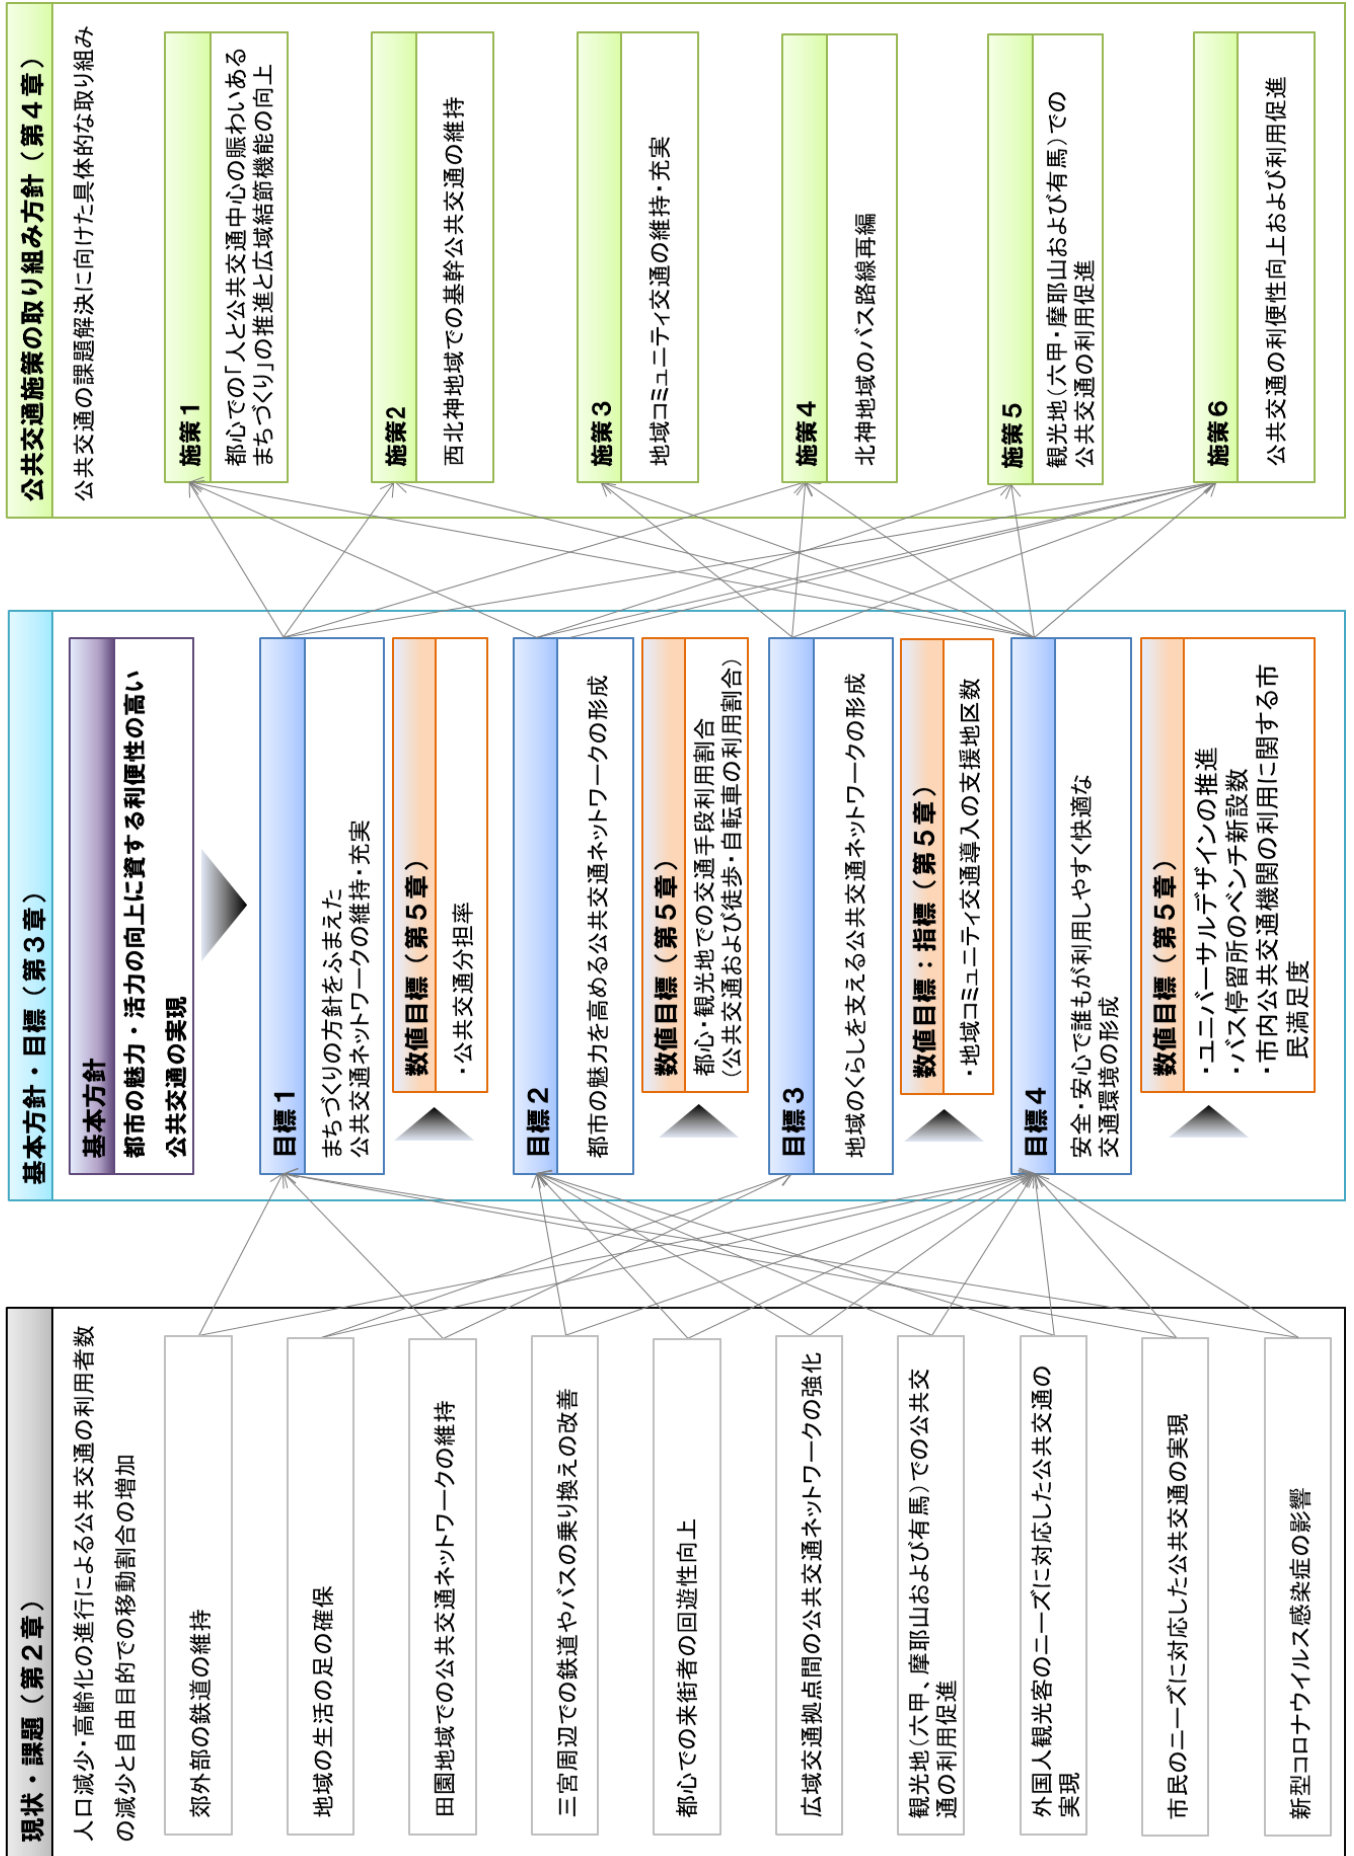 現状・課題（第２章）
人口減少・高齢化の進行による公共交通の利用者数
の減少と自由目的での移動割合の増加
郊外部の鉄道の維持
地域の生活の足の確保
田園地域での公共交通ネットワークの維持
三宮周辺での鉄道やバスの乗り換えの改善
都心での来街者の回遊性向上
広域交通拠点間の公共交通ネットワークの強化
観光地（六甲、摩耶山および有馬）での公共交
通の利用促進
外国人観光客のニーズに対応した公共交通の
実現
市民のニーズに対応した公共交通の実現
新型コロナウイルス感染症の影響
基本方針・目標（第３章）
基本方針
都市の魅力・活力の向上に資する利便性の高い
公共交通の実現
目標１
まちづくりの方針をふまえた
公共交通ネットワークの維持・充実
数値目標（第５章）
・公共交通分担率
目標２
都市の魅力を高める公共交通ネットワークの形成
数値目標（第５章）
都心・観光地での交通手段利用割合
（公共交通および徒歩・自転車の利用割合）
目標３
地域のくらしを支える公共交通ネットワークの形成
数値目標：指標（第５章）
・地域コミュニティ交通導入の支援地区数
目標４
安全・安心で誰もが利用しやすく快適な
交通環境の形成
数値目標（第５章）
・ユニバーサルデザインの推進
・バス停留所のベンチ新設数
・市内公共交通機関の利用に関する市
民満足度
公共交通施策の取り組み方針（第４章）
公共交通の課題解決に向けた具体的な取り組み
施策１
都心での「人と公共交通中心の賑わいある
まちづくり」の推進と広域結節機能の向上
施策2
西北神地域での基幹公共交通の維持
施策３
地域コミュニティ交通の維持・充実
施策４
北神地域のバス路線再編
施策５
観光地（六甲・摩耶山および有馬）での
公共交通の利用促進
施策６
公共交通の利便性向上および利用促進